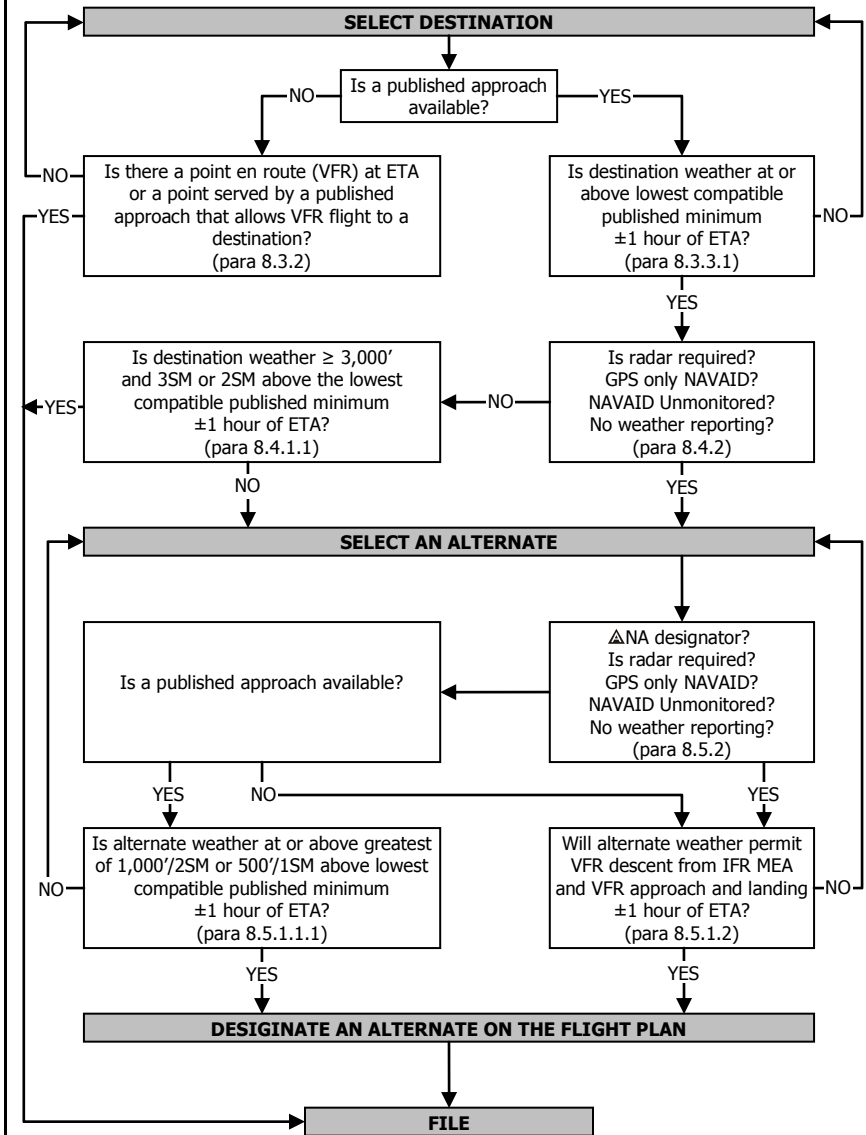 SELECT DESTINATION
Is a published approach
available?
NO
YES
Is there a point en route (VFR) at ETA
or a point served by a published
approach that allows VFR flight to a
destination?
(para 8.3.2)
NO
YES
Is destination weather at or
above lowest compatible
published minimum
±1 hour of ETA?
(para 8.3.3.1)
NO
YES
Is destination weather ≥ 3,000’
and 3SM or 2SM above the lowest
compatible published minimum
±1 hour of ETA?
(para 8.4.1.1)
YES
NO
Is radar required?
GPS only NAVAID?
NAVAID Unmonitored?
No weather reporting?
(para 8.4.2)
NO
YES
SELECT AN ALTERNATE
Is a published approach available?
YES
NO
ANA designator?
Is radar required?
GPS only NAVAID?
NAVAID Unmonitored?
No weather reporting?
(para 8.5.2)
YES
Is alternate weather at or above greatest
of 1,000’/2SM or 500’/1SM above lowest
compatible published minimum
±1 hour of ETA?
(para 8.5.1.1.1)
NO
YES
Will alternate weather permit
VFR descent from IFR MEA
and VFR approach and landing
±1 hour of ETA?
(para 8.5.1.2)
NO
YES
DESIGINATE AN ALTERNATE ON THE FLIGHT PLAN
FILE